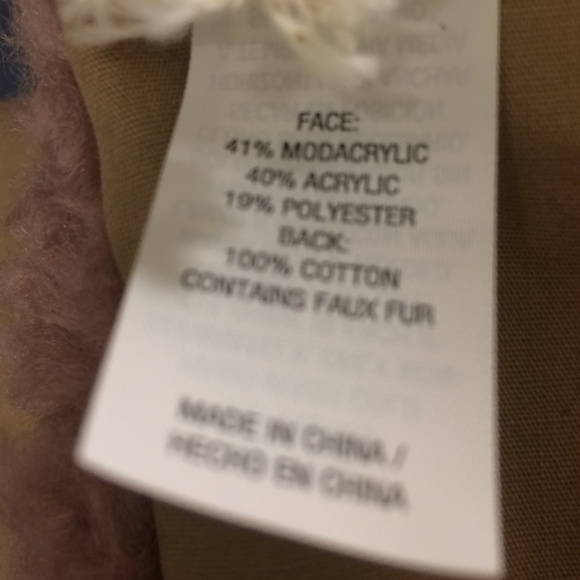 FACE:
41% MODACRYLIC
40% ACRYLIC
19% POLYESTER
BACK:
100% COTTON
CONTAINS FAUX FUR
MADE IN CHINA /
HECHO EN CHINA